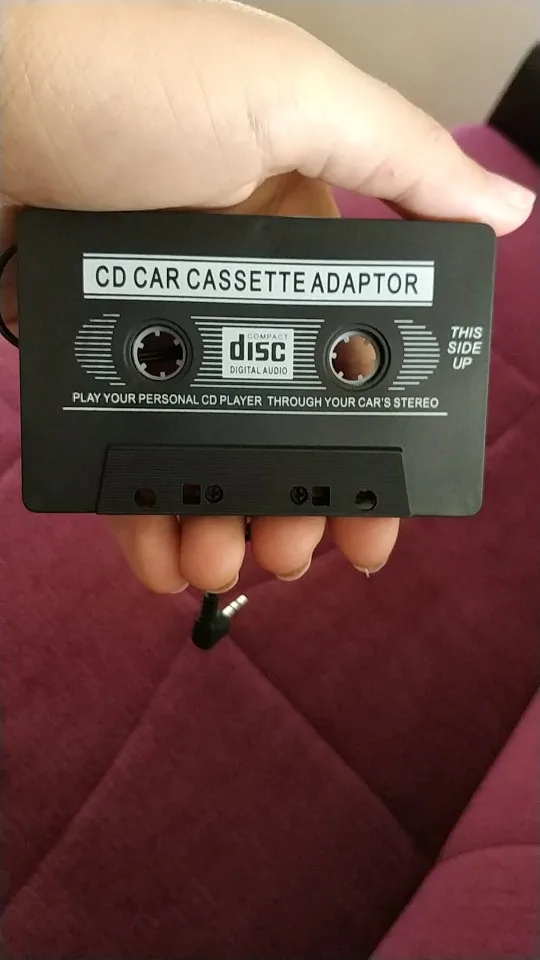 CD CAR CASSETTE ADAPTOR
COMPACT
disc
DIGITAL AUDIO
THIS
SIDE
UP
PLAY YOUR PERSONAL CD PLAYER THROUGH YOUR CAR'S STEREO